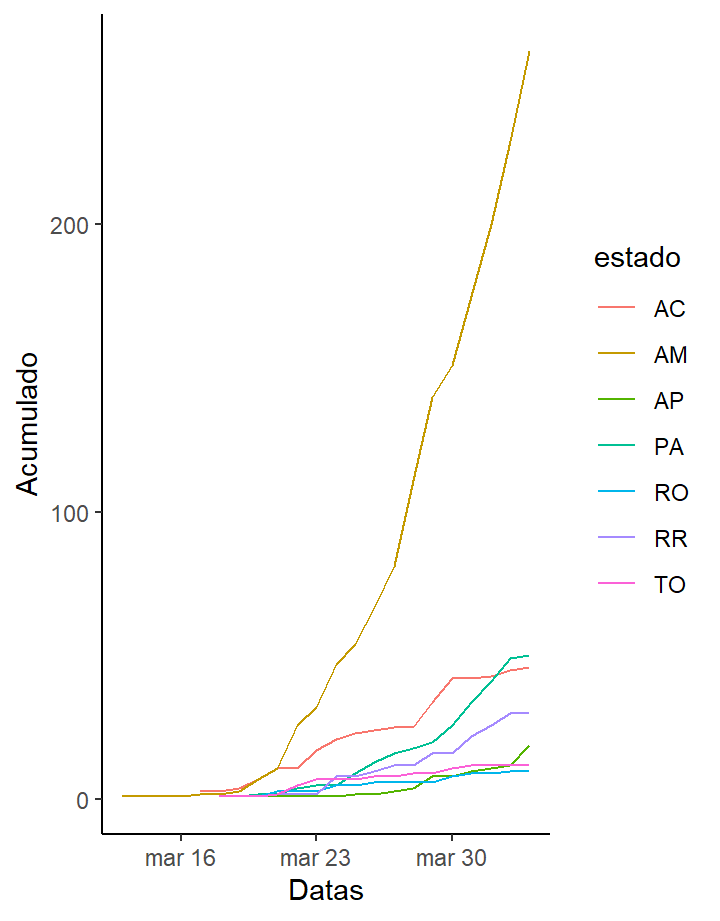 200
100
0
Acumulado
mar 16
mar 23
mar 30
Datas
estado
AC
AM
AP
PA
RO
RR
TO